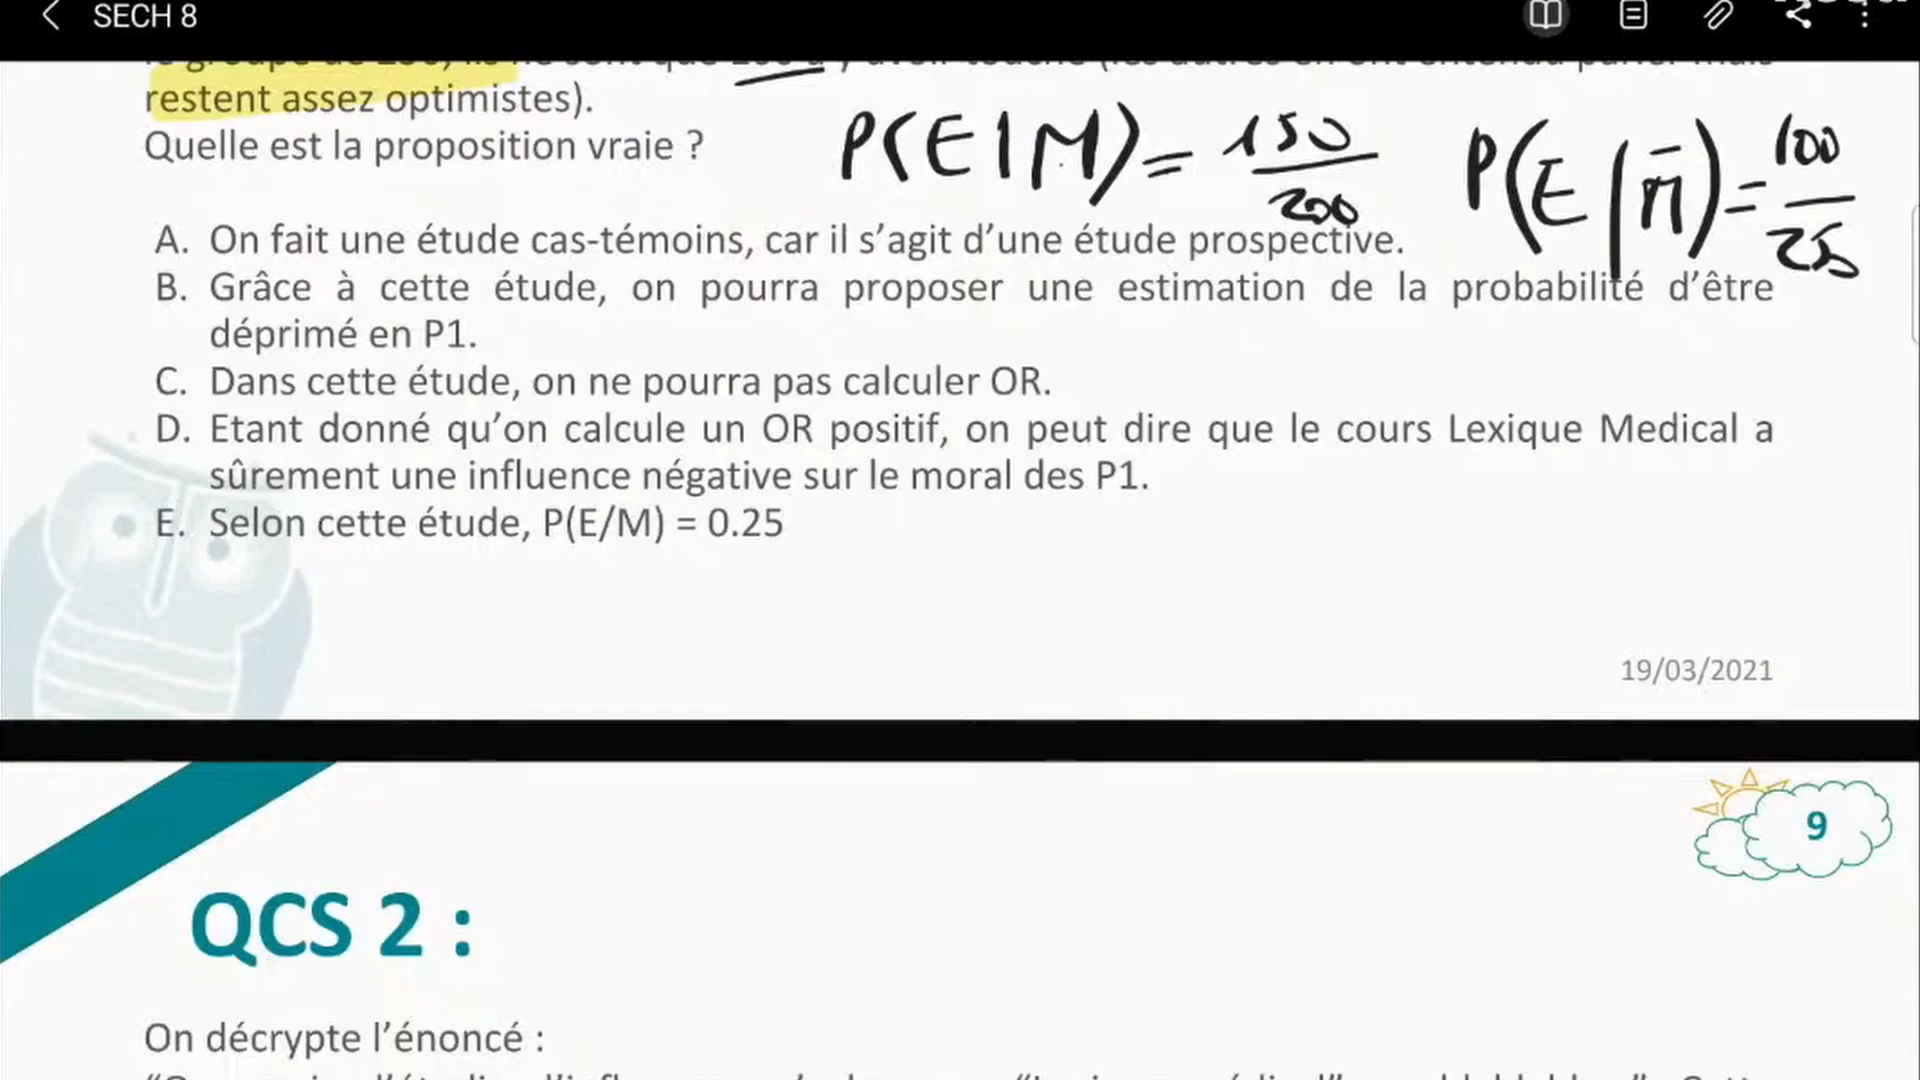 SECH 8
restent assez optimistes).
Quelle est la proposition vraie ?
P(E|M) = 150/200
P(E/M̄) = 100/250
A. On fait une étude cas-témoins, car il s’agit d’une étude prospective.
B. Grâce à cette étude, on pourra proposer une estimation de la probabilité d’être
déprimé en P1.
C. Dans cette étude, on ne pourra pas calculer OR.
D. Etant donné qu’on calcule un OR positif, on peut dire que le cours Lexique Medical a
sûrement une influence négative sur le moral des P1.
E. Selon cette étude, P(E/M) = 0.25
19/03/2021
9
QCS 2 :
On décrypte l’énoncé :